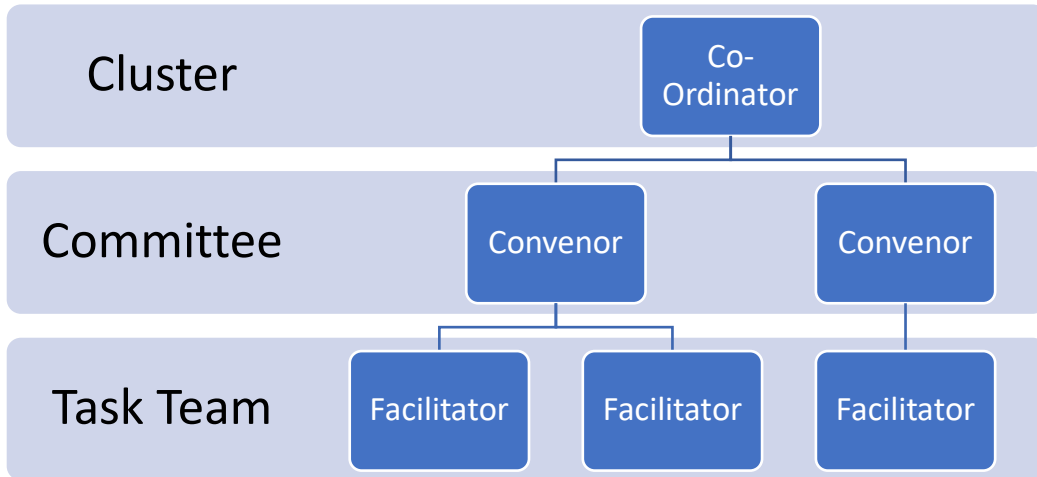 Cluster
Co-
Ordinator
Committee
Convenor
Convenor
Task Team
Facilitator
Facilitator
Facilitator